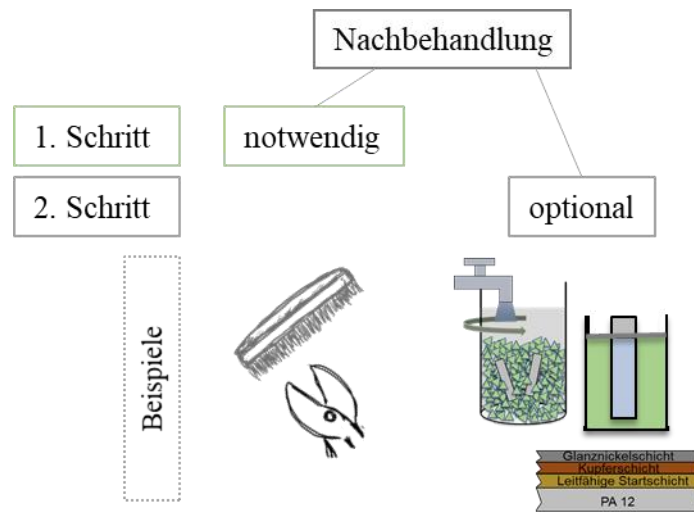 Nachbehandlung
1. Schritt
notwendig
2. Schritt
optional
Beispiele
Glanznickelschicht
Kupferschicht
Leitfähige Startschicht
PA 12